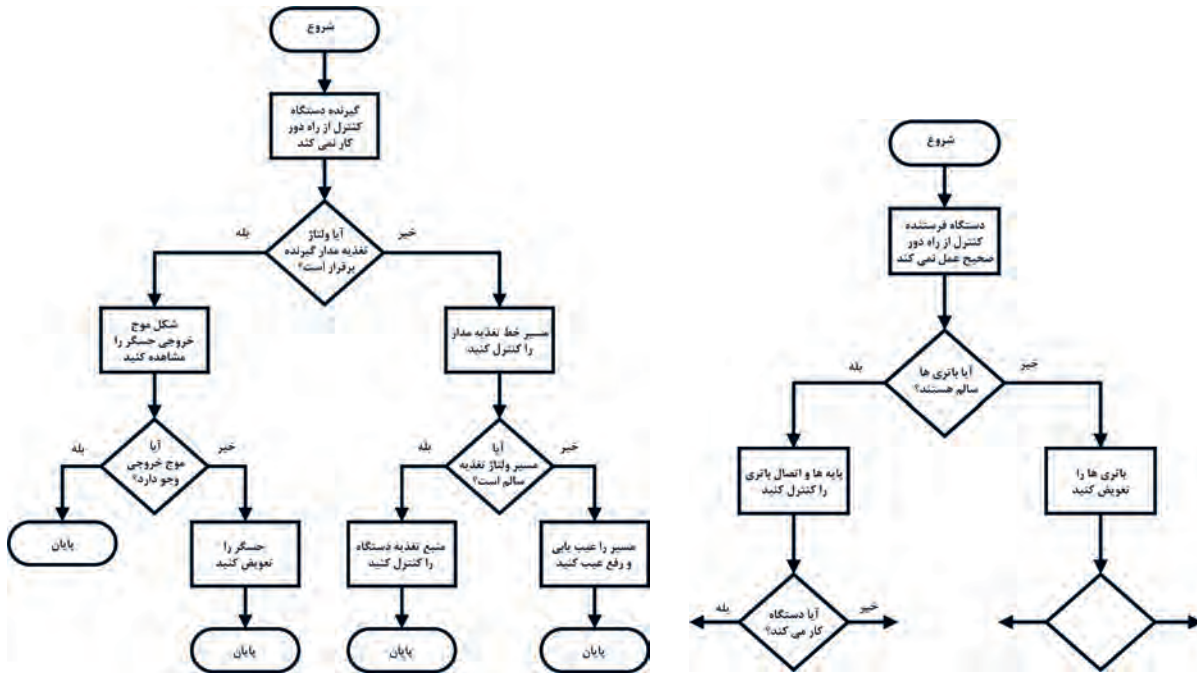 شروع
گیرنده دستگاه
کنترل از راه دور
کار نمی کند
آیا ولتاژ
تغذیه مدار گیرنده
برقرار است؟
بله
خیر
شکل موج
خروجی حسگر را
مشاهده کنید
مسیر خط تغذیه مدار
را کنترل کنید
آیا
موج خروجی
وجو دارد؟
بله
خیر
آیا
مسیر ولتاژ تغذیه
سالم است؟
بله
خیر
پایان
حسگر را
تعویض کنید
منبع تغذیه دستگاه
را کنترل کنید
مسیر را عیب یابی
و رفع عیب کنید
پایان
پایان
پایان
شروع
دستگاه فرستنده
کنترل از راه دور
صحیح عمل نمی کند
آیا باتری ها
سالم هستند؟
بله
خیر
پایه ها و اتصال باتری
را کنترل کنید
باتری ها را
تعویض کنید
آیا دستگاه
کار می کند؟
بله
خیر